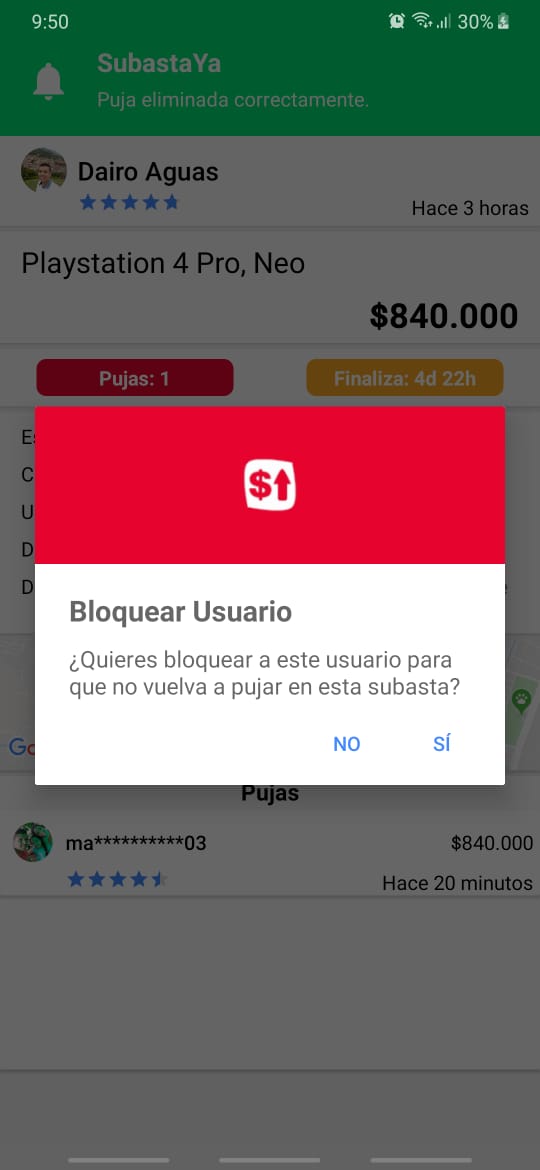 9:50
30%
SubastaYa
Puja eliminada correctamente.
Dairo Aguas
Hace 3 horas
Playstation 4 Pro, Neo
$840.000
Pujas: 1
Finaliza: 4d 22h
$
Bloquear Usuario
¿Quieres bloquear a este usuario para
que no vuelva a pujar en esta subasta?
NO
SÍ
Pujas
ma**********03
$840.000
Hace 20 minutos